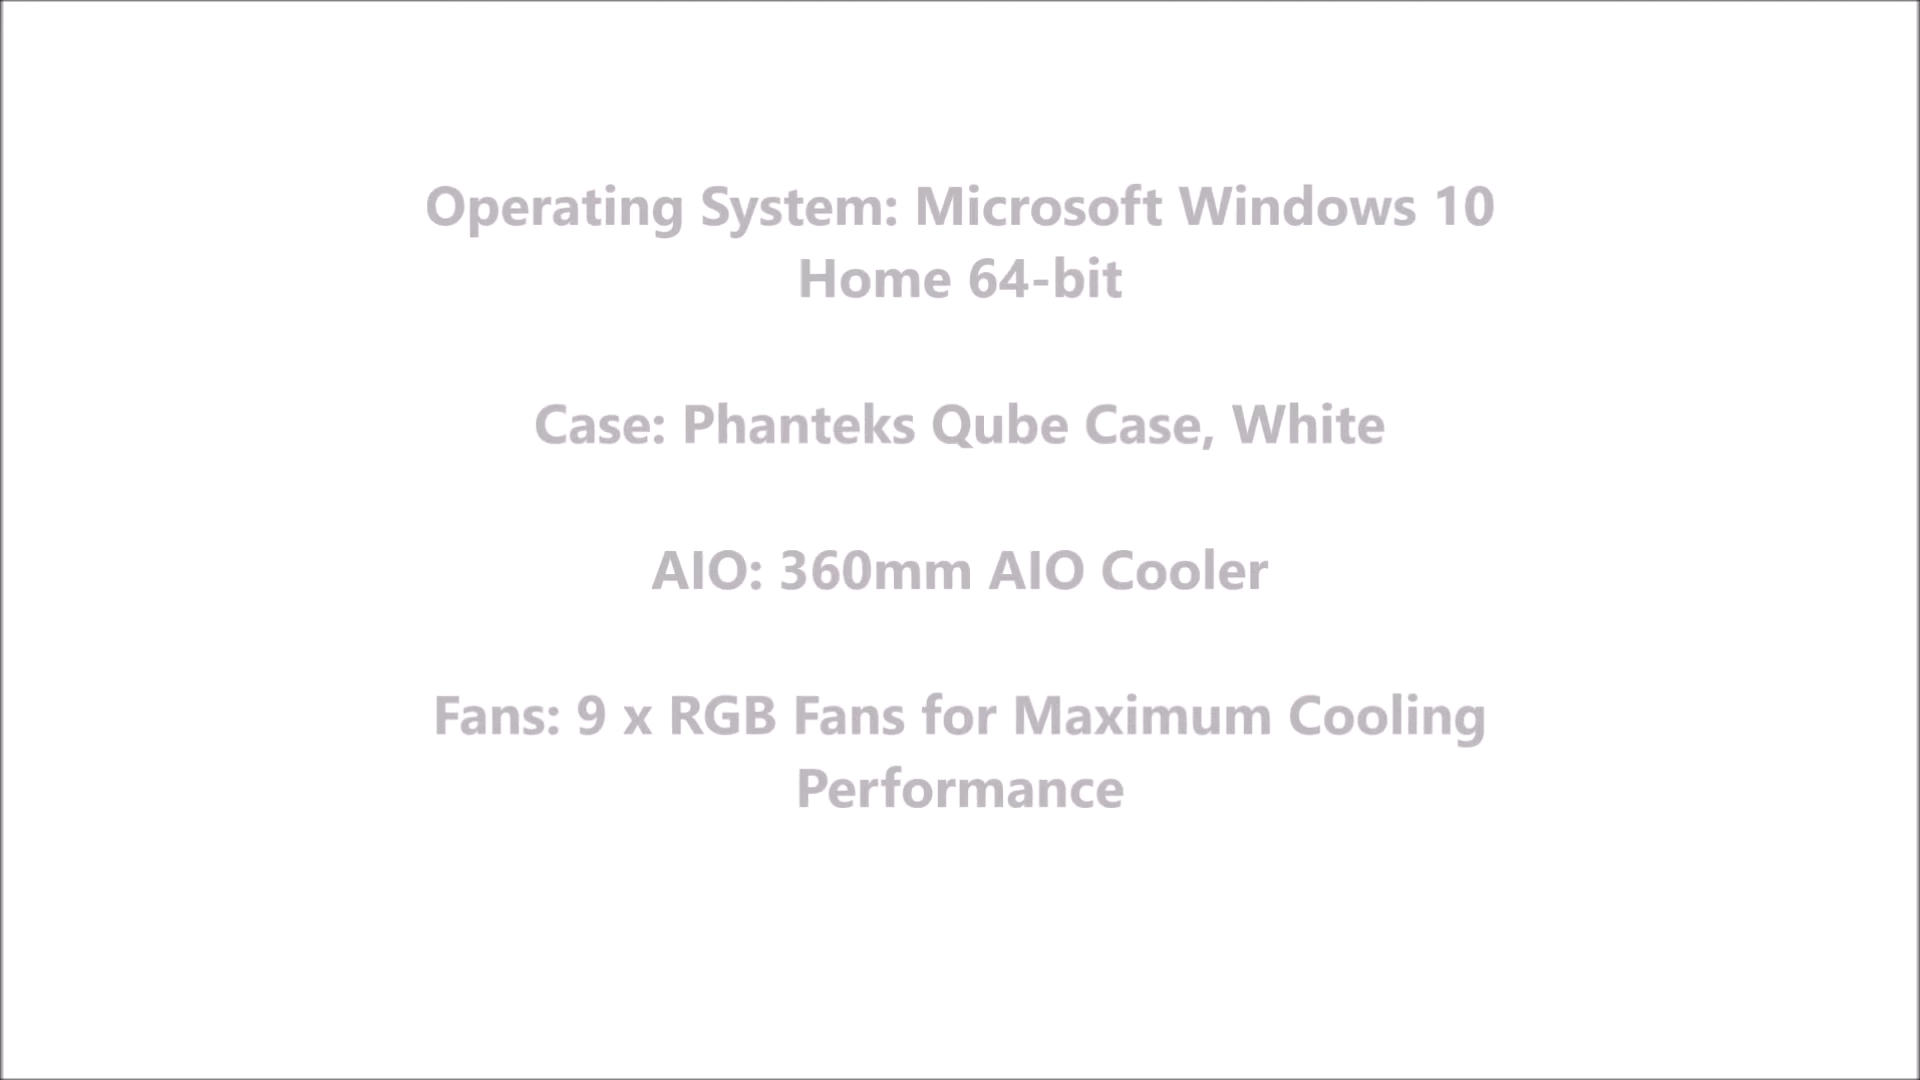 Operating System: Microsoft Windows 10
Home 64-bit
Case: Phanteks Qube Case, White
AIO: 360mm AIO Cooler
Fans: 9 x RGB Fans for Maximum Cooling
Performance